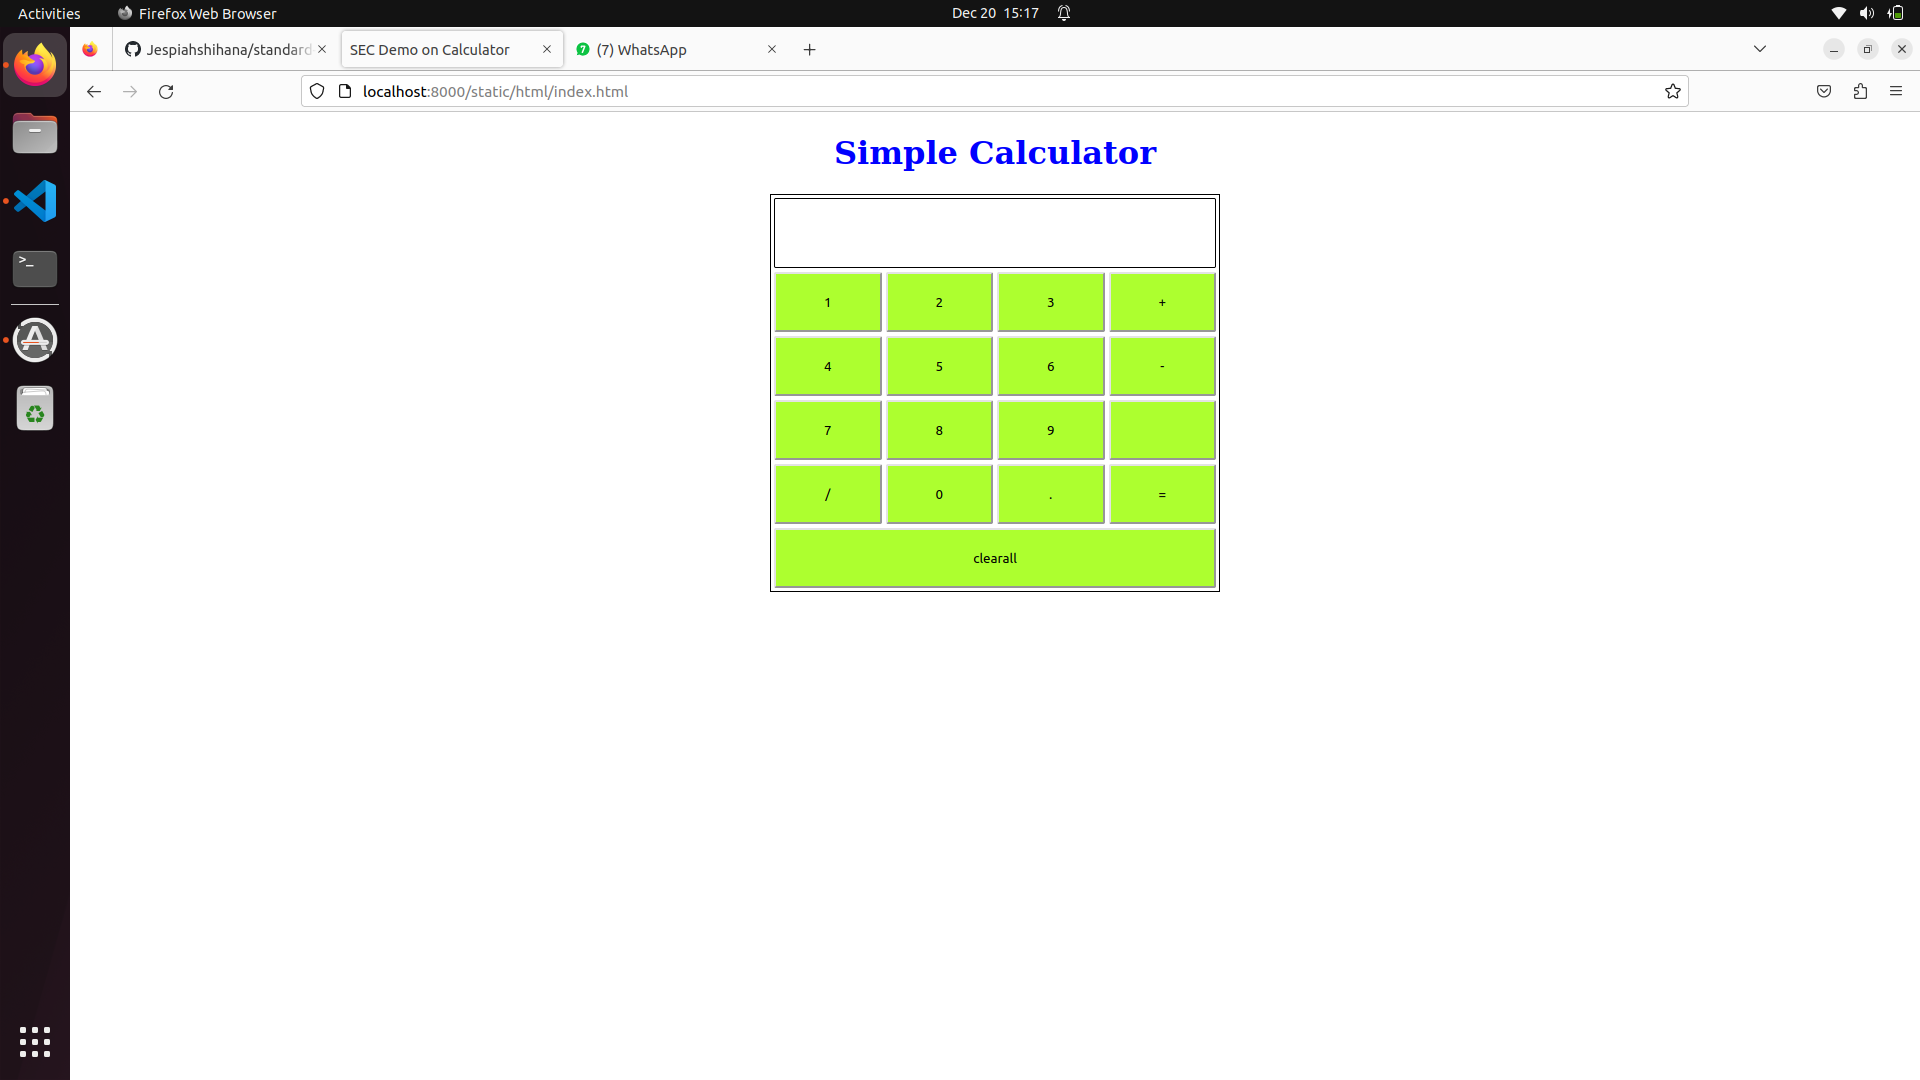 Activities Firefox Web Browser Dec 20 15:17
Jespiahshihana/standard SEC Demo on Calculator 7 (7) WhatsApp
localhost:8000/static/html/index.html
>_
Simple Calculator
1 2 3 +
4 5 6 -
7 8 9
/ 0 . =
clearall